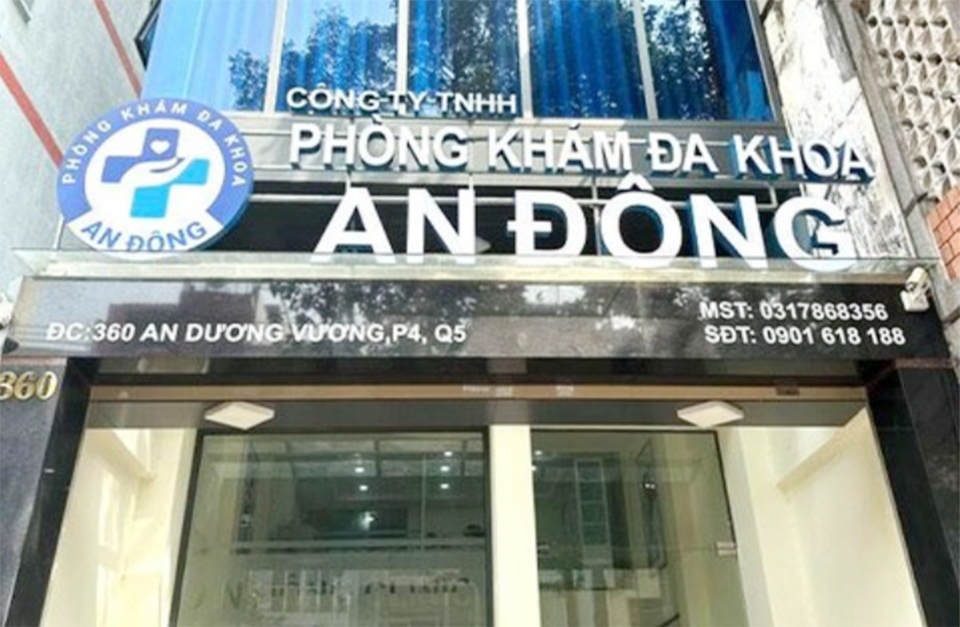 PHÒNG KHÁM ĐA KHOA
AN ĐÔNG
CÔNG TY TNHH
PHÒNG KHÁM ĐA KHOA
AN ĐÔNG
ĐC:360 AN DƯƠNG VƯƠNG,P4, Q5
MST: 0317868356
SĐT: 0901 618 188
360